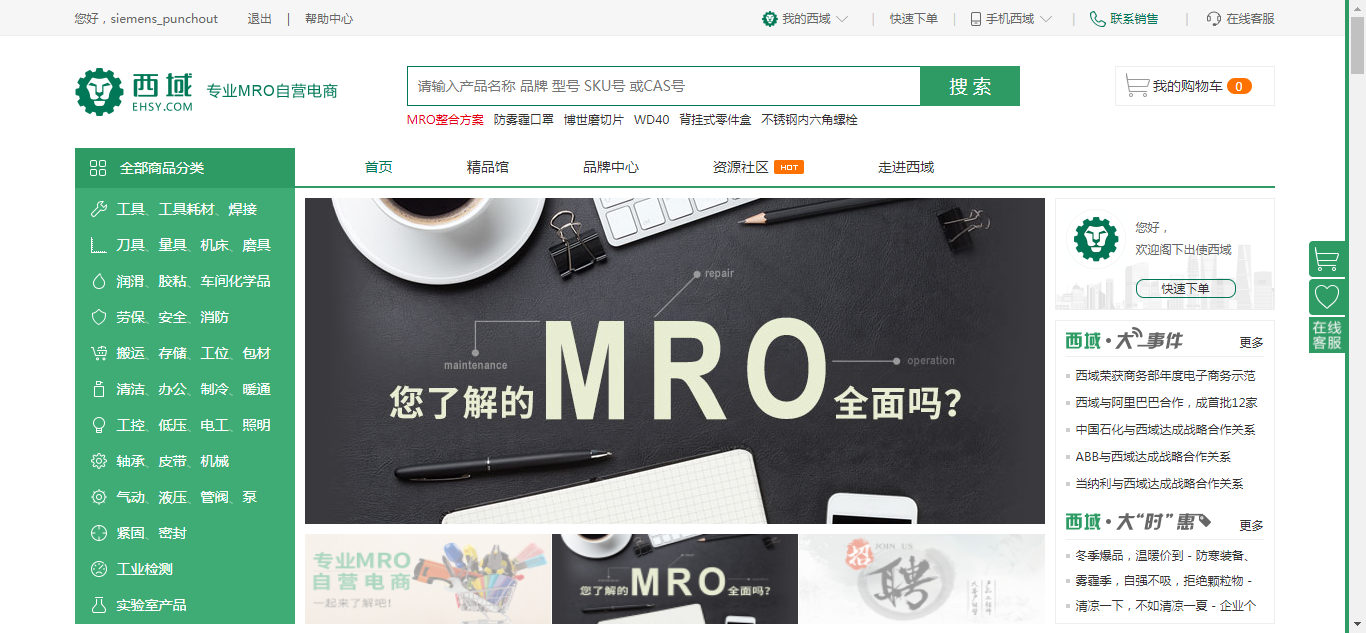 您好，siemens_punchout 退出 | 帮助中心 我的西域 | 快速下单 | 手机西域 | 联系销售 | 在线客服
西域
EHSY.COM
专业MRO自营电商
请输入产品名称 品牌 型号 SKU号 或CAS号 搜 索
我的购物车 0
MRO整合方案 防雾霾口罩 博世磨切片 WD40 背挂式零件盒 不锈钢内六角螺栓
全部商品分类 首页 精品馆 品牌中心 资源社区 HOT 走进西域
工具、工具耗材、焊接
刀具、量具、机床、磨具
润滑、胶粘、车间化学品
劳保、安全、消防
搬运、存储、工位、包材
清洁、办公、制冷、暖通
工控、低压、电工、照明
轴承、皮带、机械
气动、液压、管阀、泵
紧固、密封
工业检测
实验室产品
repair
maintenance
operation
您了解的MRO全面吗?
专业MRO
自营电商
一起来了解吧!
您了解的MRO全面吗?
JOIN US
招
聘
您好，
欢迎阁下出使西域
快速下单
西域·大事件 更多
西域荣获商务部年度电子商务示范
西域与阿里巴巴合作，成首批12家
中国石化与西域达成战略合作关系
ABB与西域达成战略合作关系
当纳利与西域达成战略合作关系
西域·大“时”惠 更多
冬季爆品，温暖价到 - 防寒装备、
雾霾季，自强不吸，拒绝颗粒物 -
清凉一下，不如清凉一夏 - 企业个
在线
客服